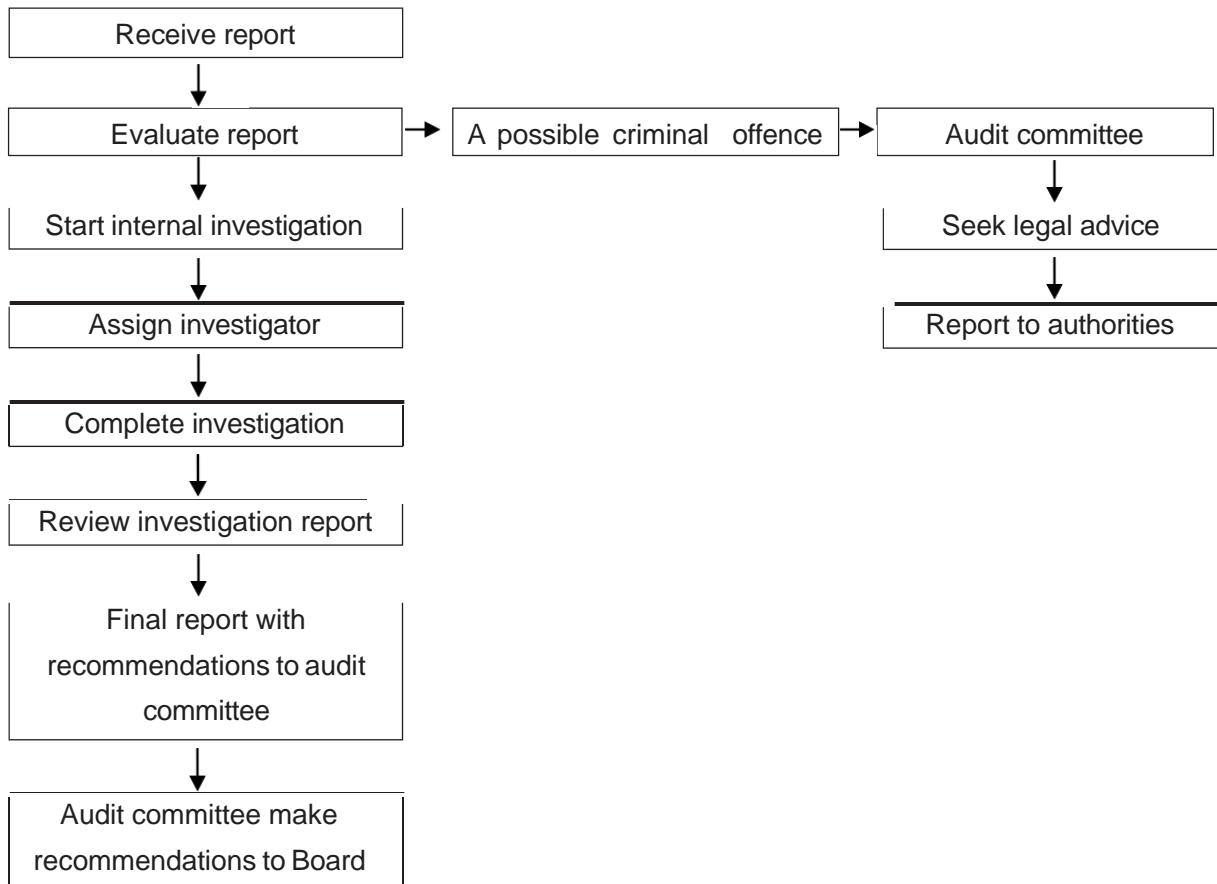 Receive report
Evaluate report
A possible criminal offence
Audit committee
Start internal investigation
Seek legal advice
Assign investigator
Report to authorities
Complete investigation
Review investigation report
Final report with
recommendations to audit
committee
Audit committee make
recommendations to Board